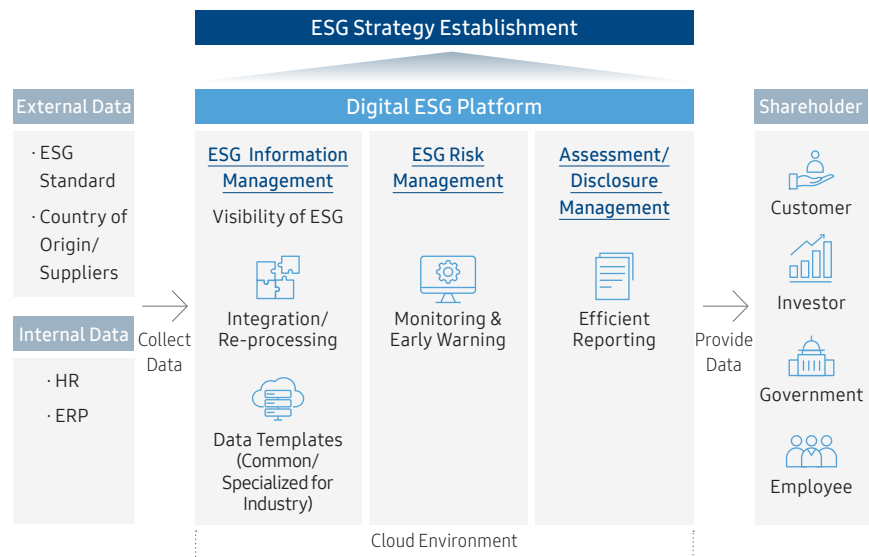 ESG Strategy Establishment
External Data
· ESG
Standard
· Country of
Origin/
Suppliers
Internal Data
· HR
· ERP
Collect
Data
Digital ESG Platform
ESG Information
Management
Visibility of ESG
Integration/
Re-processing
Data Templates
(Common/
Specialized for
Industry)
ESG Risk
Management
Monitoring &
Early Warning
Assessment/
Disclosure
Management
Efficient
Reporting
Cloud Environment
Provide
Data
Shareholder
Customer
Investor
Government
Employee